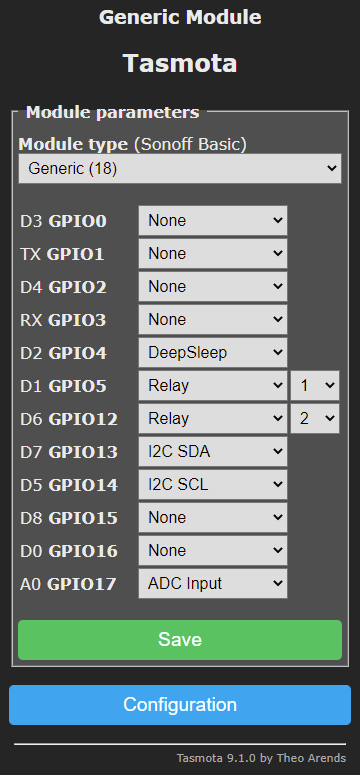 Generic Module
Tasmota
Module parameters
Module type (Sonoff Basic)
Generic (18)
D3 GPIO0 None
TX GPIO1 None
D4 GPIO2 None
RX GPIO3 None
D2 GPIO4 DeepSleep
D1 GPIO5 Relay 1
D6 GPIO12 Relay 2
D7 GPIO13 I2C SDA
D5 GPIO14 I2C SCL
D8 GPIO15 None
D0 GPIO16 None
A0 GPIO17 ADC Input
Save
Configuration
Tasmota 9.1.0 by Theo Arends